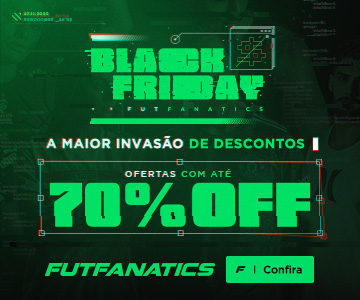 BLACK
FRIDAY
FUTFANATICS
A MAIOR INVASÃO DE DESCONTOS
OFERTAS COM ATÉ
70% OFF
FUTFANATICS
F | Confira